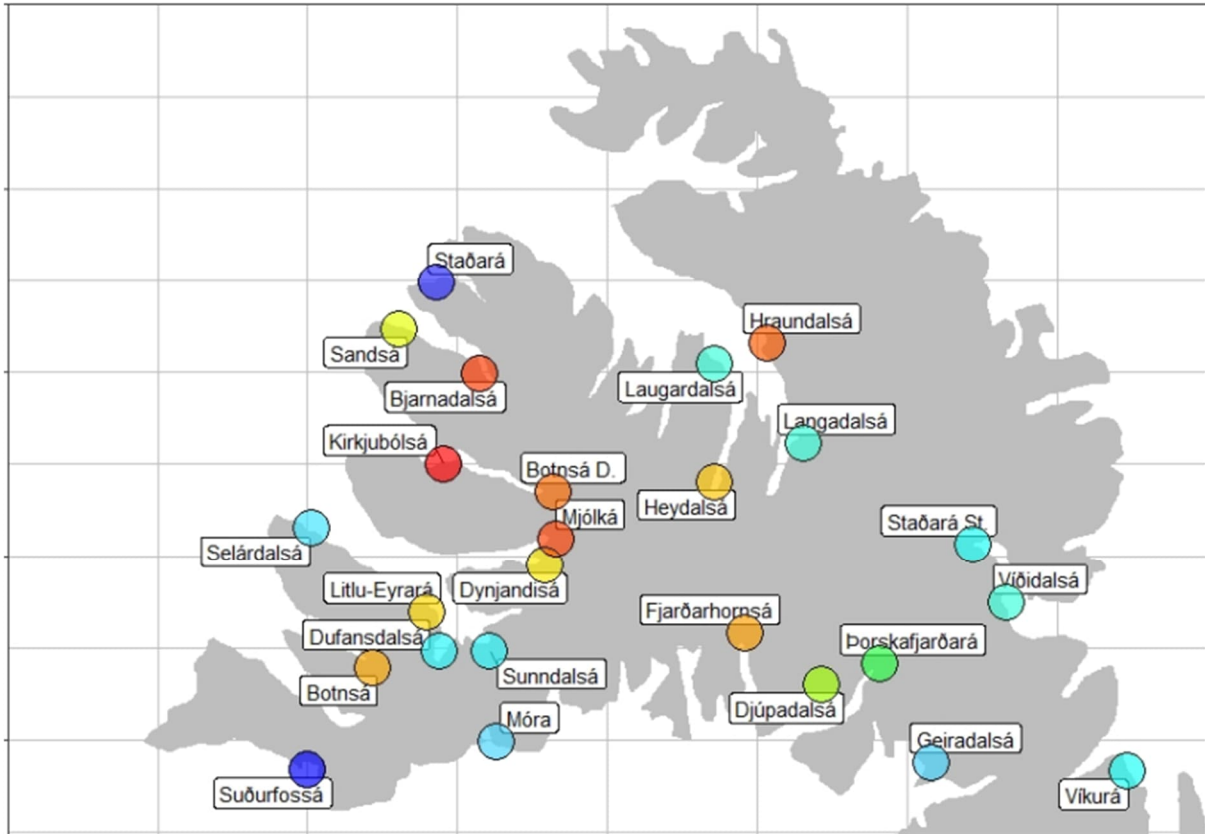 Staðará
Hraundalsá
Sandsá
Laugardalsá
Bjarnadalsá
Langadalsá
Kirkjubólsá
Botnsá D.
Heydalsá
Mjólká
Staðará St.
Selárdalsá
Víðidalsá
Litlu-Eyrará
Dynjandisá
Fjarðarhornsá
Dufansdalsá
Þorskafjarðará
Sunndalsá
Botnsá
Djúpadalsá
Móra
Geiradalsá
Suðurfossá
Víkurá